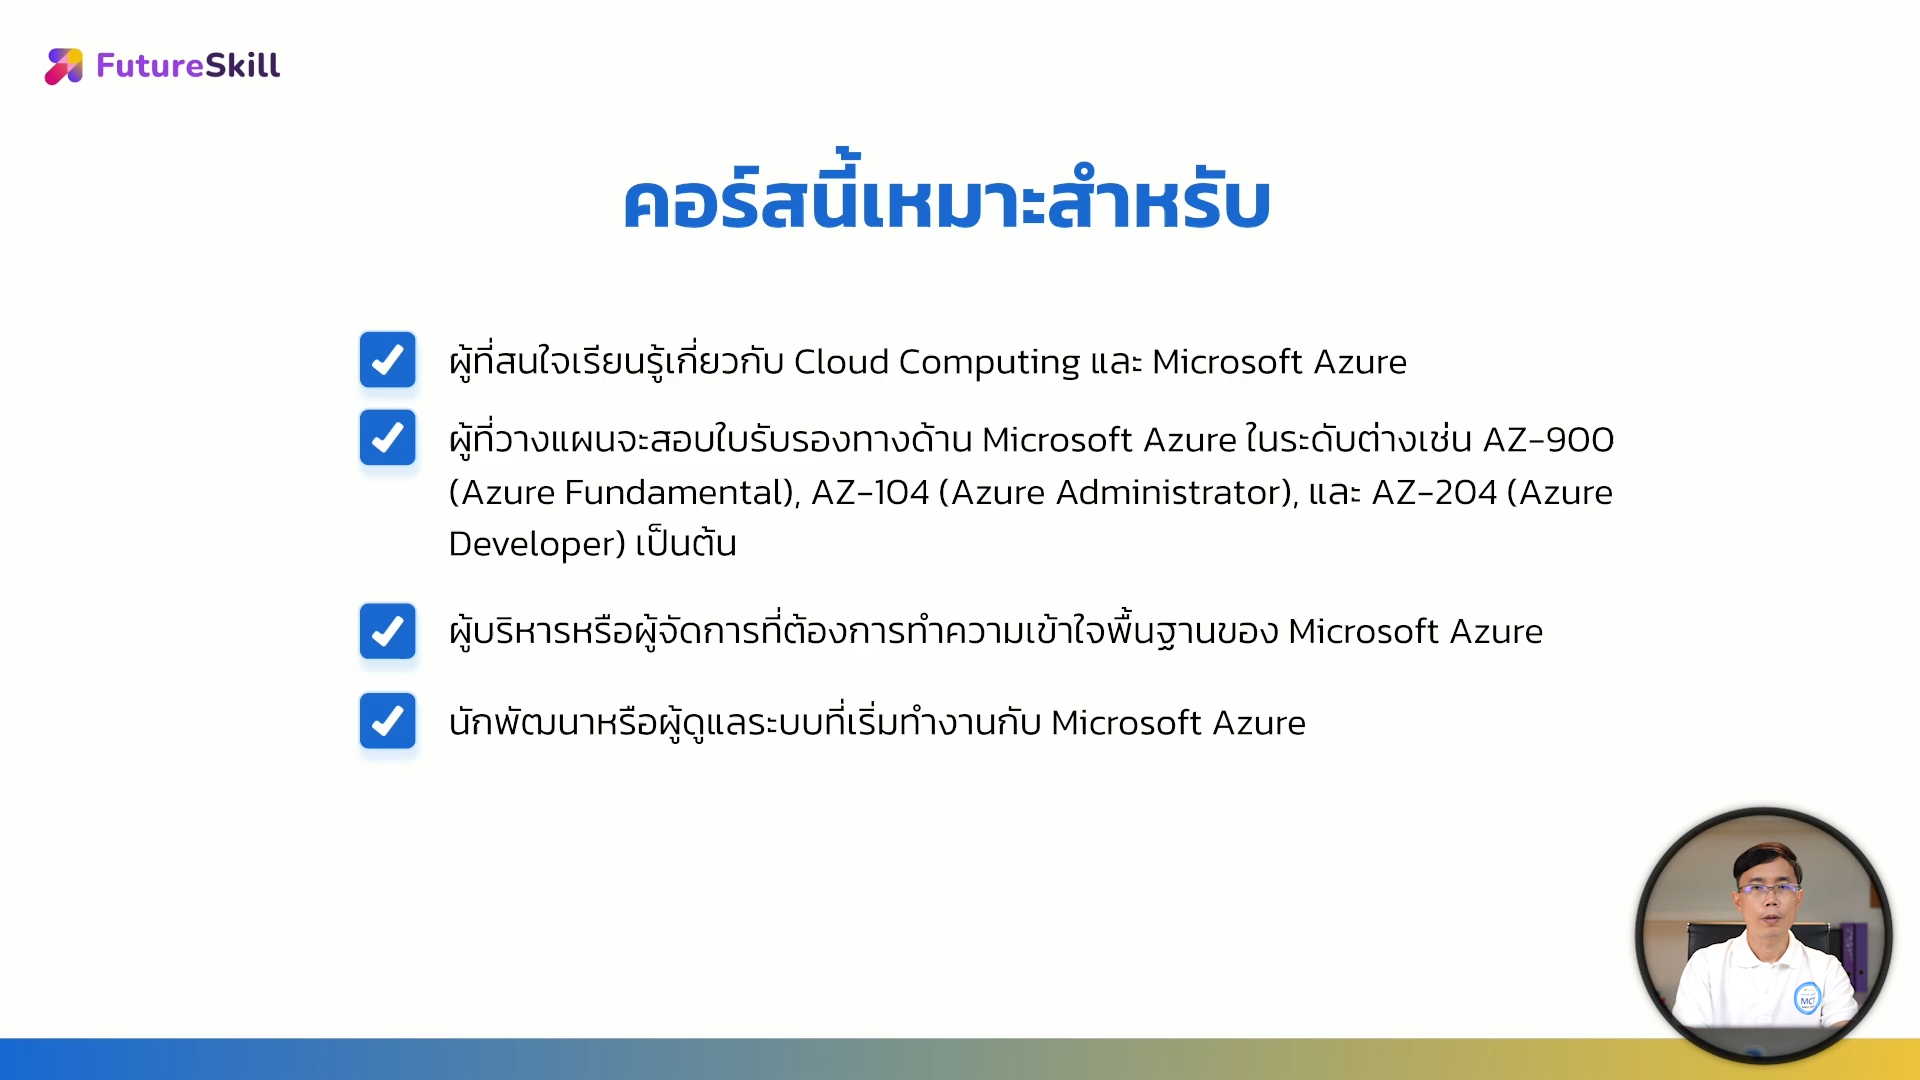 FutureSkill
คอร์สนี้เหมาะสำหรับ
ผู้ที่สนใจเรียนรู้เกี่ยวกับ Cloud Computing และ Microsoft Azure
ผู้ที่วางแผนจะสอบใบรับรองทางด้าน Microsoft Azure ในระดับต่างเช่น AZ-900
(Azure Fundamental), AZ-104 (Azure Administrator), และ AZ-204 (Azure
Developer) เป็นต้น
ผู้บริหารหรือผู้จัดการที่ต้องการทำความเข้าใจพื้นฐานของ Microsoft Azure
นักพัฒนาหรือผู้ดูแลระบบที่เริ่มทำงานกับ Microsoft Azure